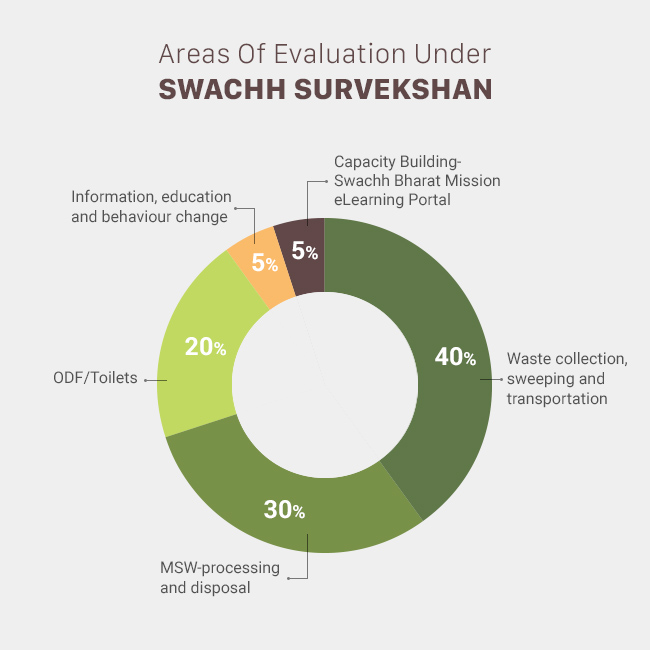 Areas Of Evaluation Under
SWACHH SURVEKSHAN
Capacity Building-
Swachh Bharat Mission
eLearning Portal
Information, education
and behaviour change
5%
5%
20%
40%
ODF/Toilets
Waste collection,
sweeping and
transportation
30%
MSW-processing
and disposal